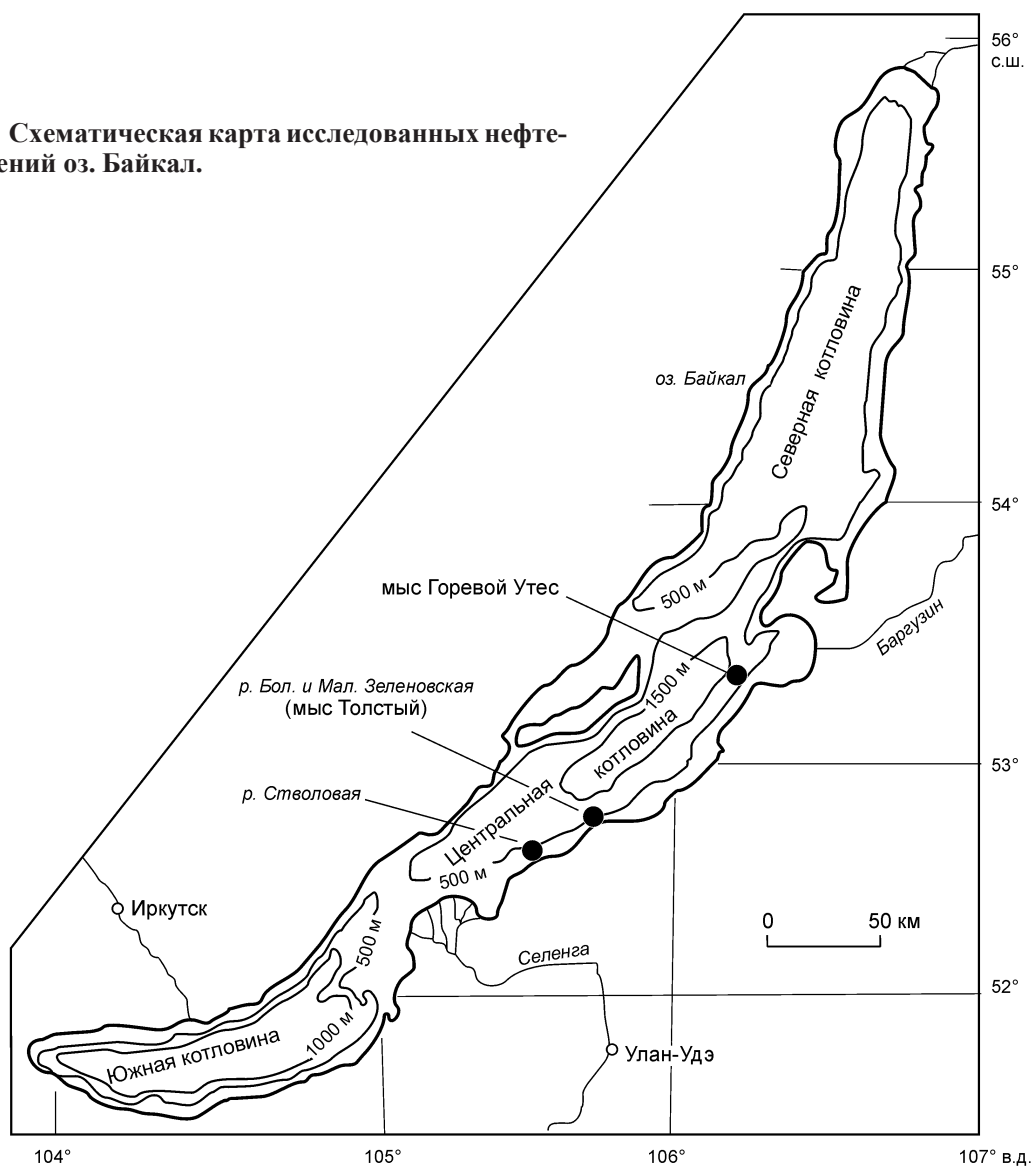 56°
с.ш.
Схематическая карта исследованных нефте-
ений оз. Байкал.
55°
Северная котловина
оз. Байкал
54°
мыс Горевой Утес
500 м
Баргузин
р. Бол. и Мал. Зеленовская
(мыс Толстый)
1500 м
котловина
53°
р. Стволовая
Центральная
500 м
Иркутск
0 50 км
500 м
Селенга
52°
1000 м
Южная котловина
Улан-Удэ
104° 105° 106° 107° в.д.